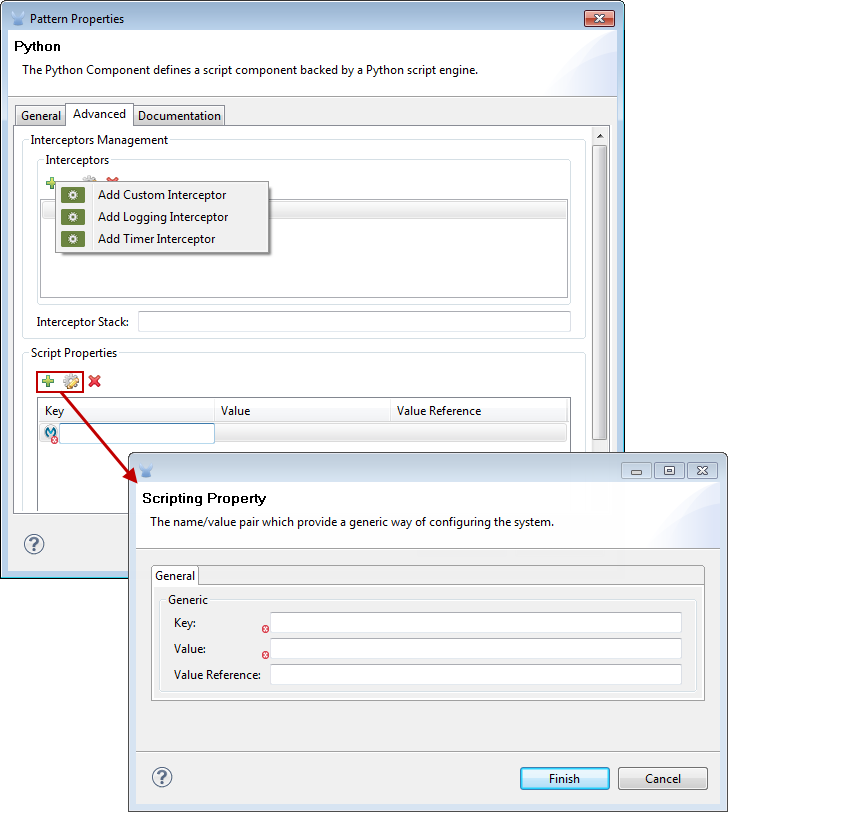 Pattern Properties
Python
The Python Component defines a script component backed by a Python script engine.
General Advanced Documentation
Interceptors Management
Interceptors
Add Custom Interceptor
Add Logging Interceptor
Add Timer Interceptor
Interceptor Stack:
Script Properties
Key Value Value Reference
Scripting Property
The name/value pair which provide a generic way of configuring the system.
General
Generic
Key:
Value:
Value Reference:
Finish Cancel